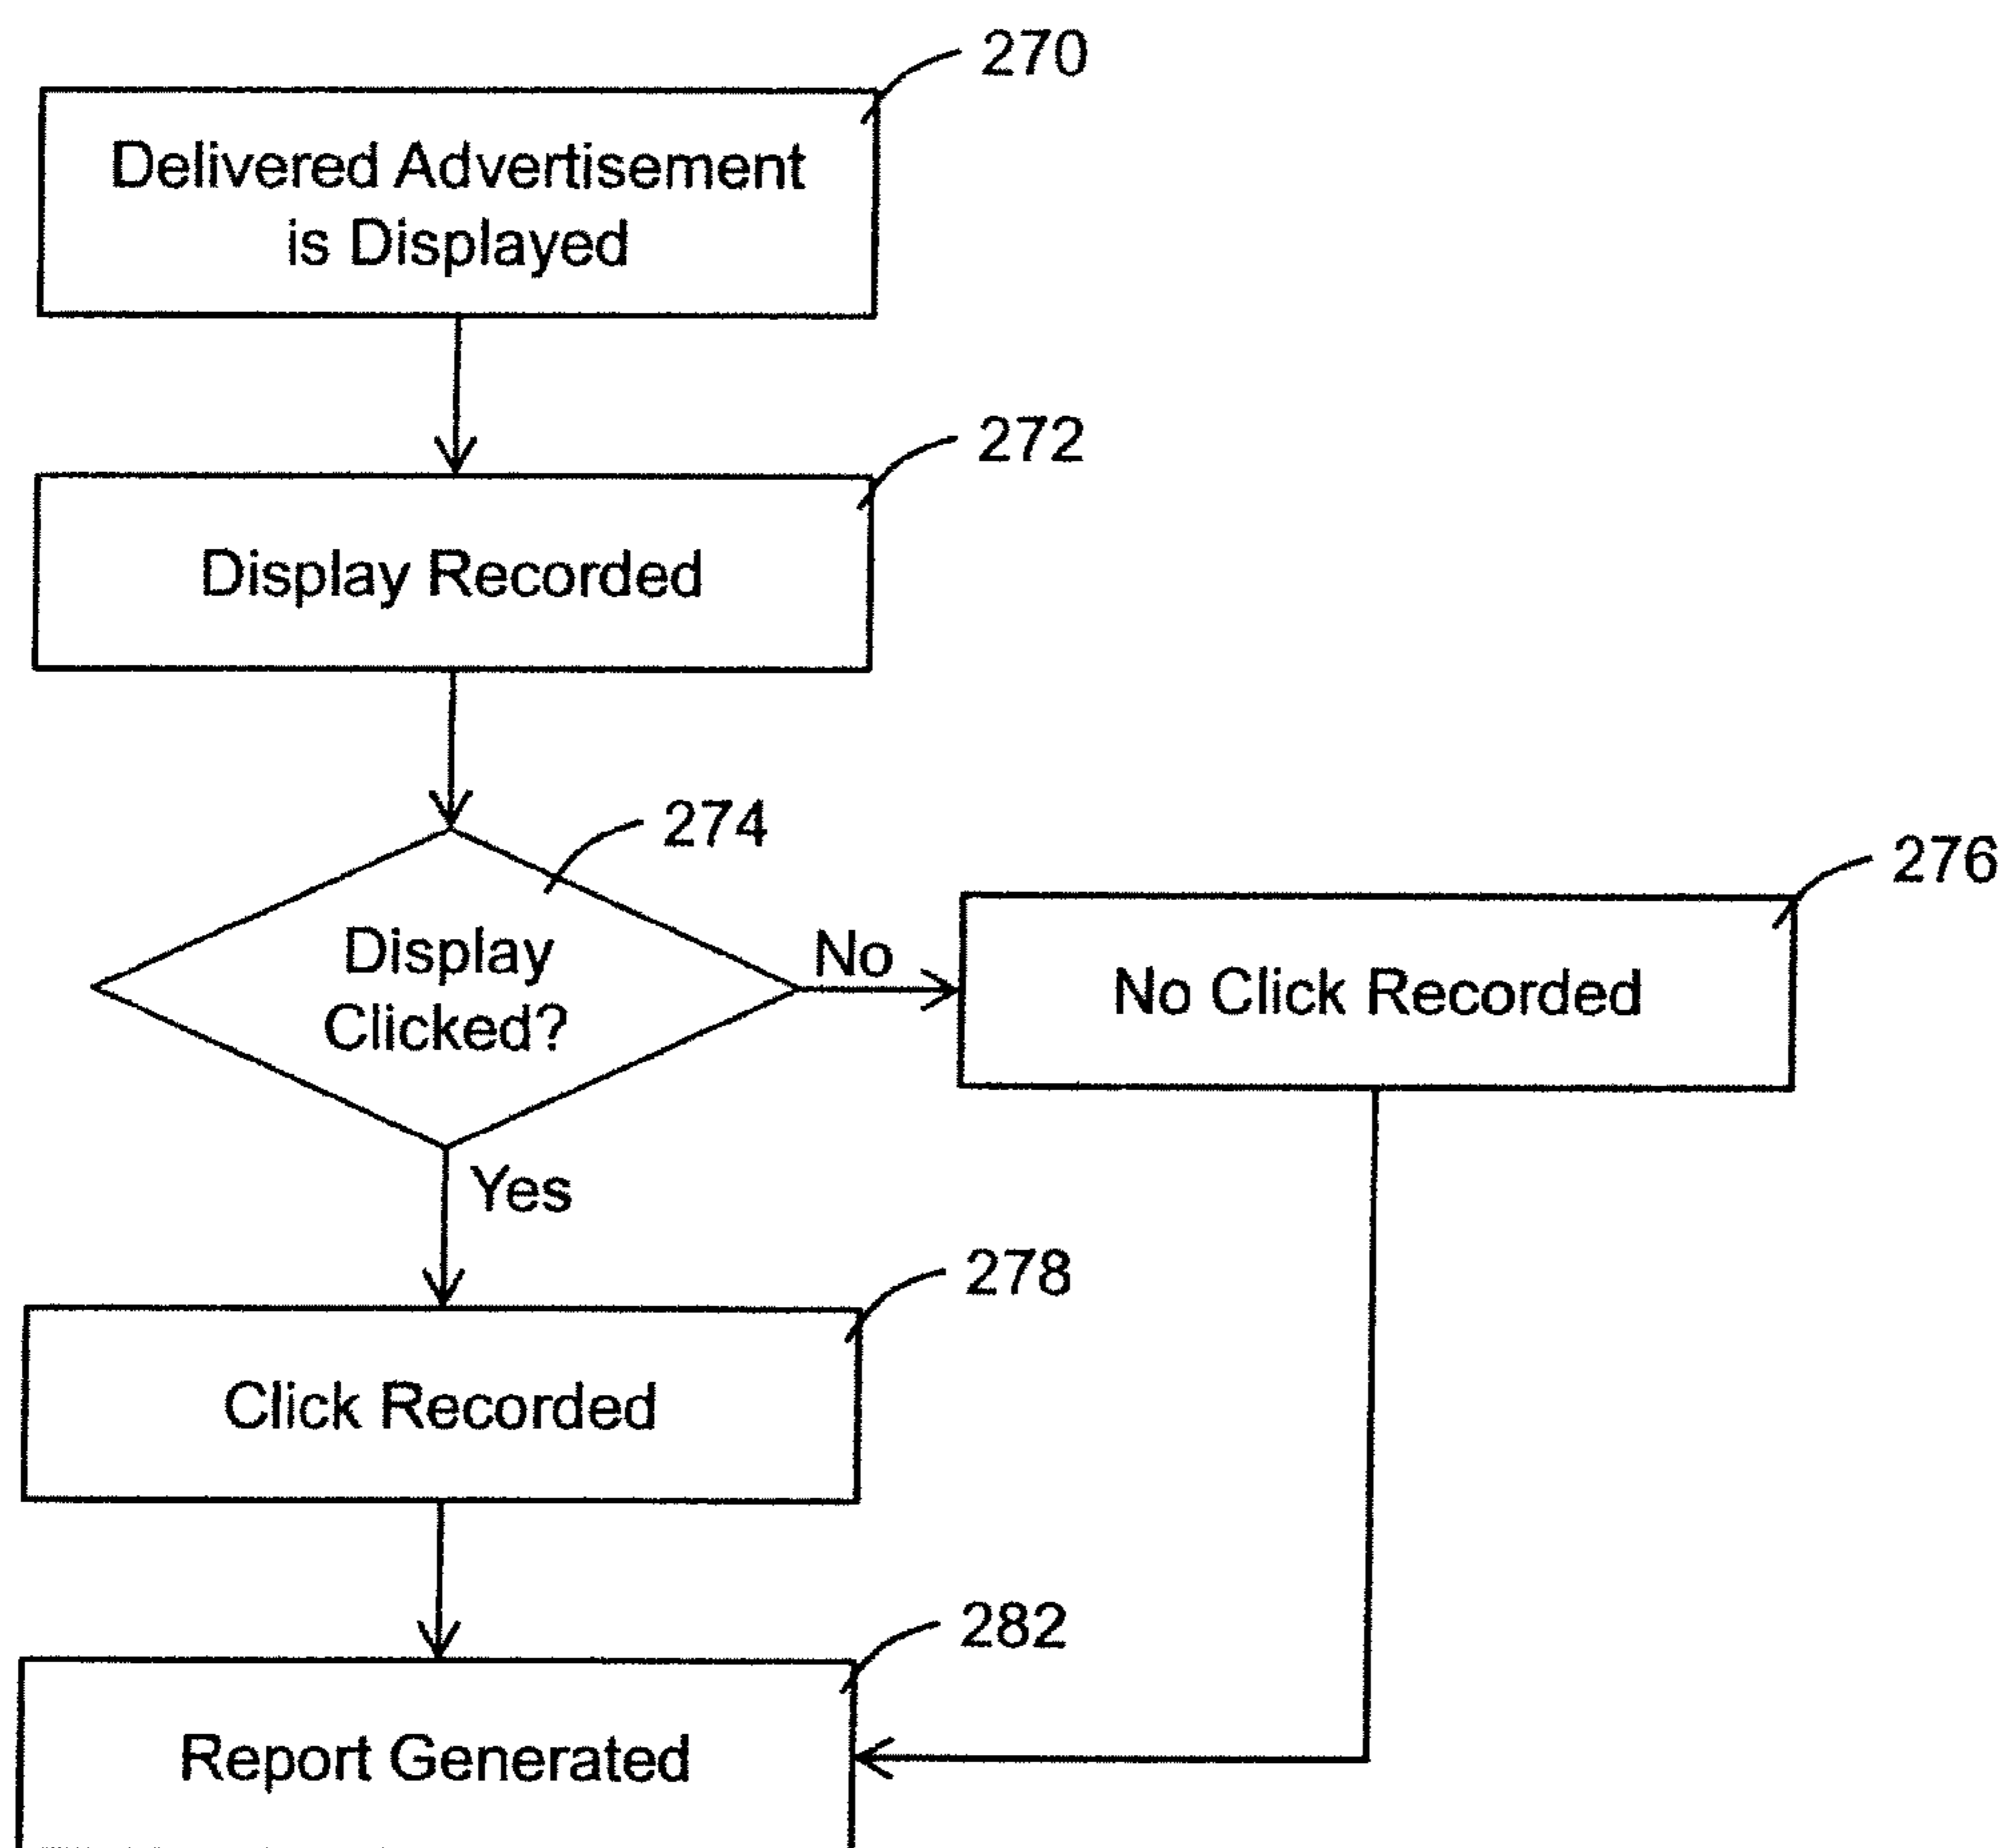 270
Delivered Advertisement
is Displayed
272
Display Recorded
274
Display
Clicked?
No
276
No Click Recorded
Yes
278
Click Recorded
282
Report Generated